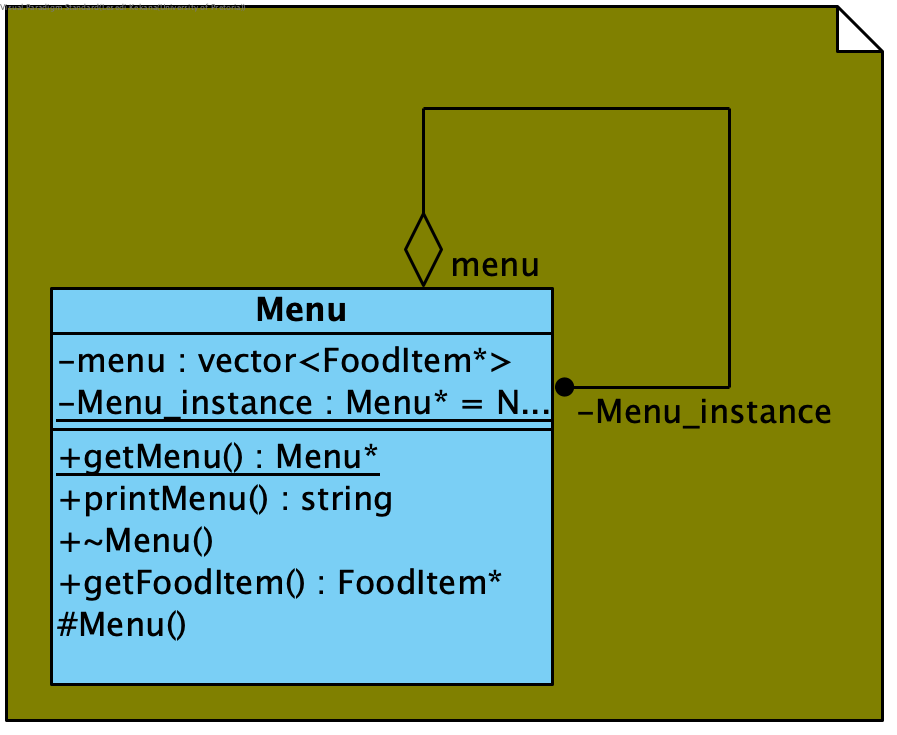 menu
Menu
-menu : vector<FoodItem*>
-Menu_instance : Menu* = N...
-Menu_instance
+getMenu() : Menu*
+printMenu() : string
+~Menu()
+getFoodItem() : FoodItem*
#Menu()